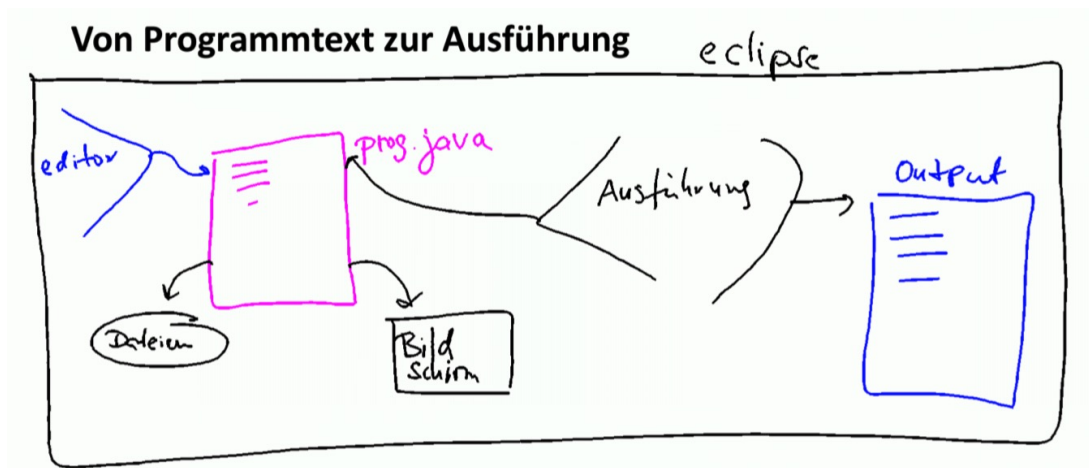 Von Programmtext zur Ausführung
eclipse
editor
prog.java
Ausführung
Output
Dateien
Bild
Schirm